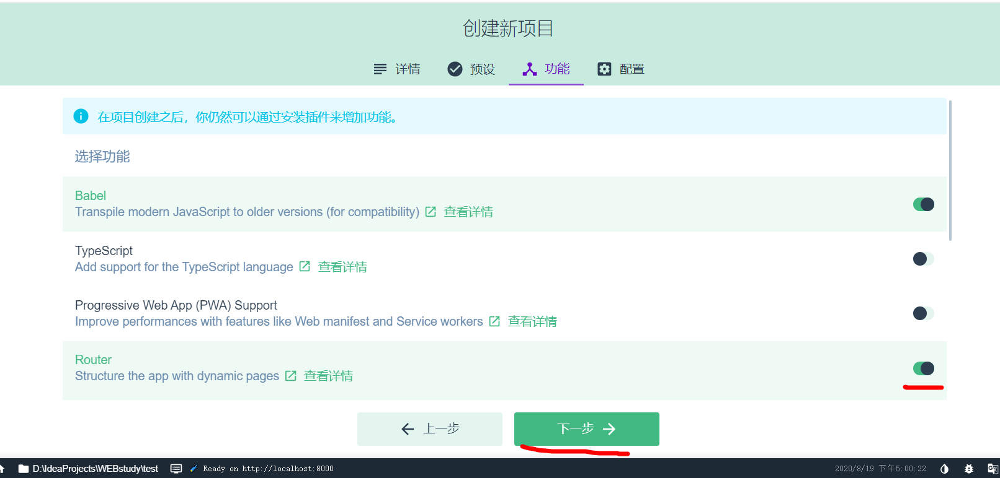 创建新项目
详情 预设 功能 配置
在项目创建之后，你仍然可以通过安装插件来增加功能。
选择功能
Babel
Transpile modern JavaScript to older versions (for compatibility) 查看详情
TypeScript
Add support for the TypeScript language 查看详情
Progressive Web App (PWA) Support
Improve performances with features like Web manifest and Service workers 查看详情
Router
Structure the app with dynamic pages 查看详情
上一步 下一步
D:\IdeaProjects\WEBstudy\test Ready on http://localhost:8000 2020/8/19 下午5:00:22